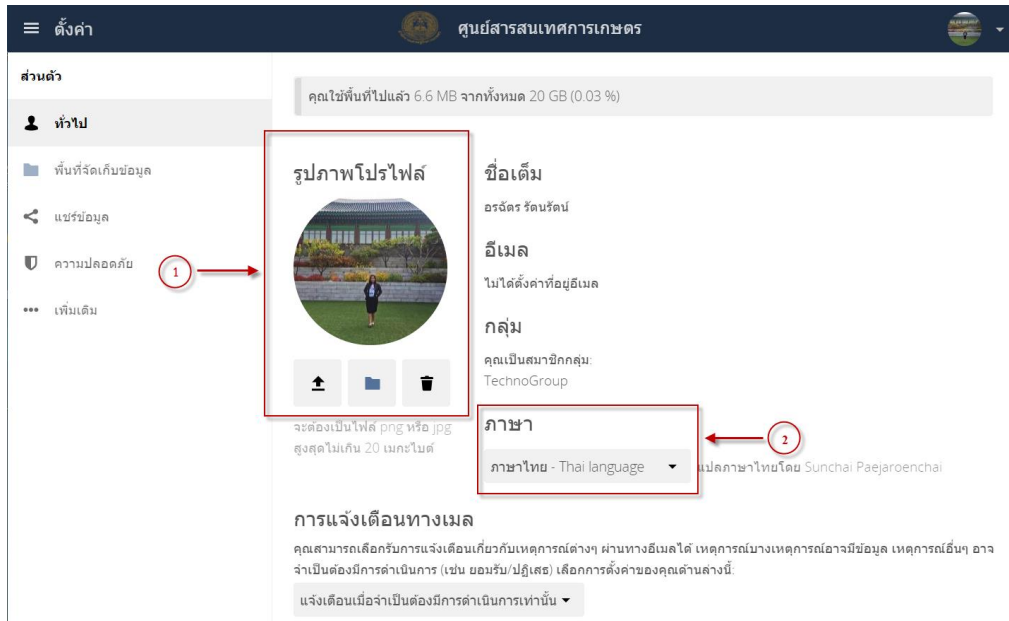 ตั้งค่า
ศูนย์สารสนเทศการเกษตร
ส่วนตัว
ทั่วไป
พื้นที่จัดเก็บข้อมูล
แชร์ข้อมูล
ความปลอดภัย
เพิ่มเติม
คุณใช้พื้นที่ไปแล้ว 6.6 MB จากทั้งหมด 20 GB (0.03 %)
รูปภาพโปรไฟล์
1
จะต้องเป็นไฟล์ png หรือ jpg
สูงสุดไม่เกิน 20 เมกะไบต์
ชื่อเต็ม
อรฉัตร รัตนรัตน์
อีเมล
ไม่ได้ตั้งค่าที่อยู่อีเมล
กลุ่ม
คุณเป็นสมาชิกกลุ่ม:
TechnoGroup
ภาษา
2
ภาษาไทย - Thai language
แปลภาษาไทยโดย Sunchai Paejaroenchai
การแจ้งเตือนทางเมล
คุณสามารถเลือกรับการแจ้งเตือนเกี่ยวกับเหตุการณ์ต่างๆ ผ่านทางอีเมลได้ เหตุการณ์บางเหตุการณ์อาจมีข้อมูล เหตุการณ์อื่นๆ อาจ
จำเป็นต้องมีการดำเนินการ (เช่น ยอมรับ/ปฏิเสธ) เลือกการตั้งค่าของคุณด้านล่างนี้:
แจ้งเตือนเมื่อจำเป็นต้องมีการดำเนินการเท่านั้น